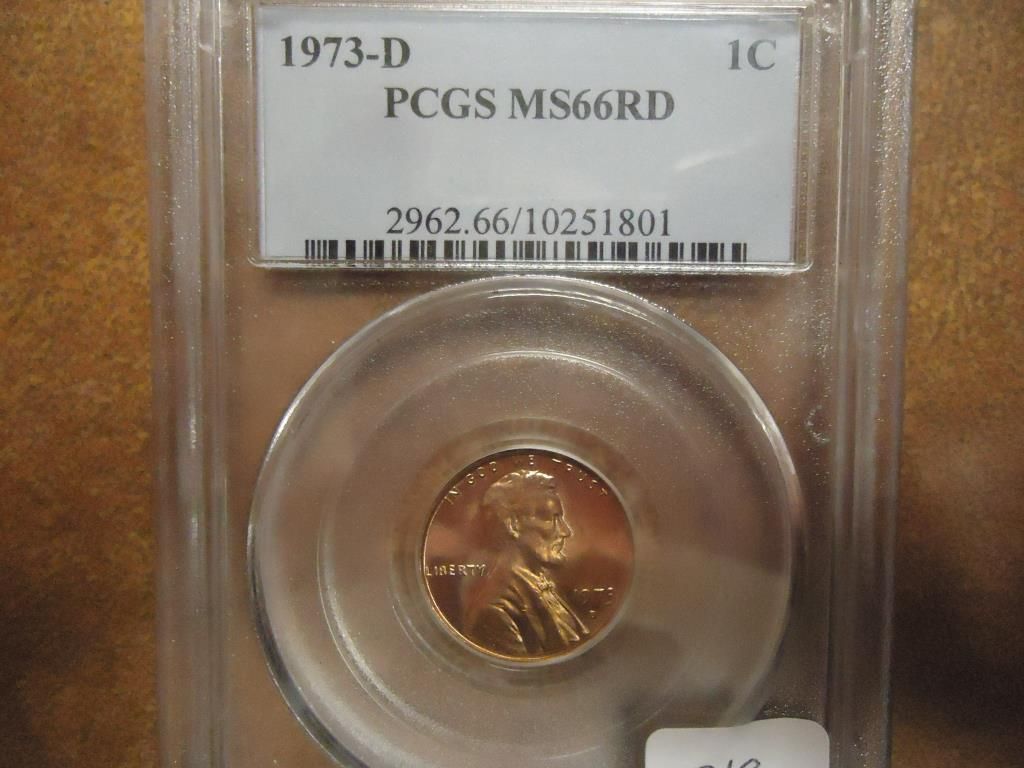 1973-D 1C
PCGS MS66RD
2962.66/10251801
IN GOD WE TRUST
LIBERTY
1973